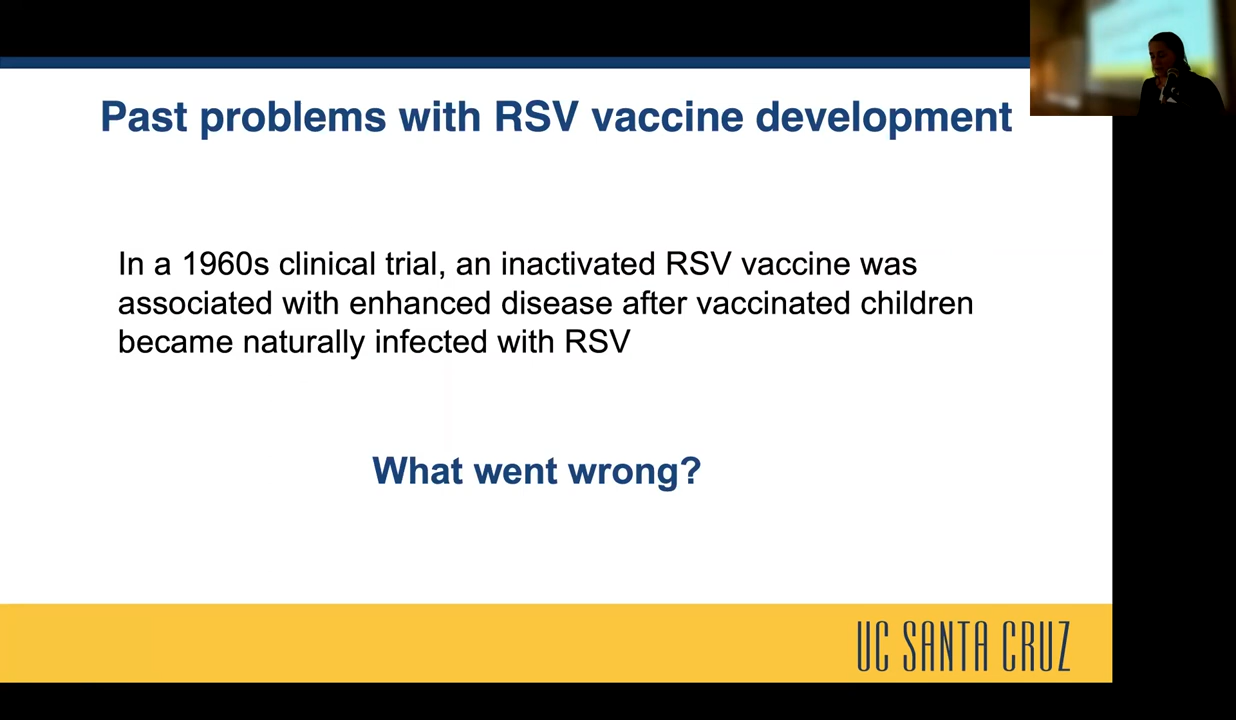 Past problems with RSV vaccine development
In a 1960s clinical trial, an inactivated RSV vaccine was
associated with enhanced disease after vaccinated children
became naturally infected with RSV
What went wrong?
UC SANTA CRUZ